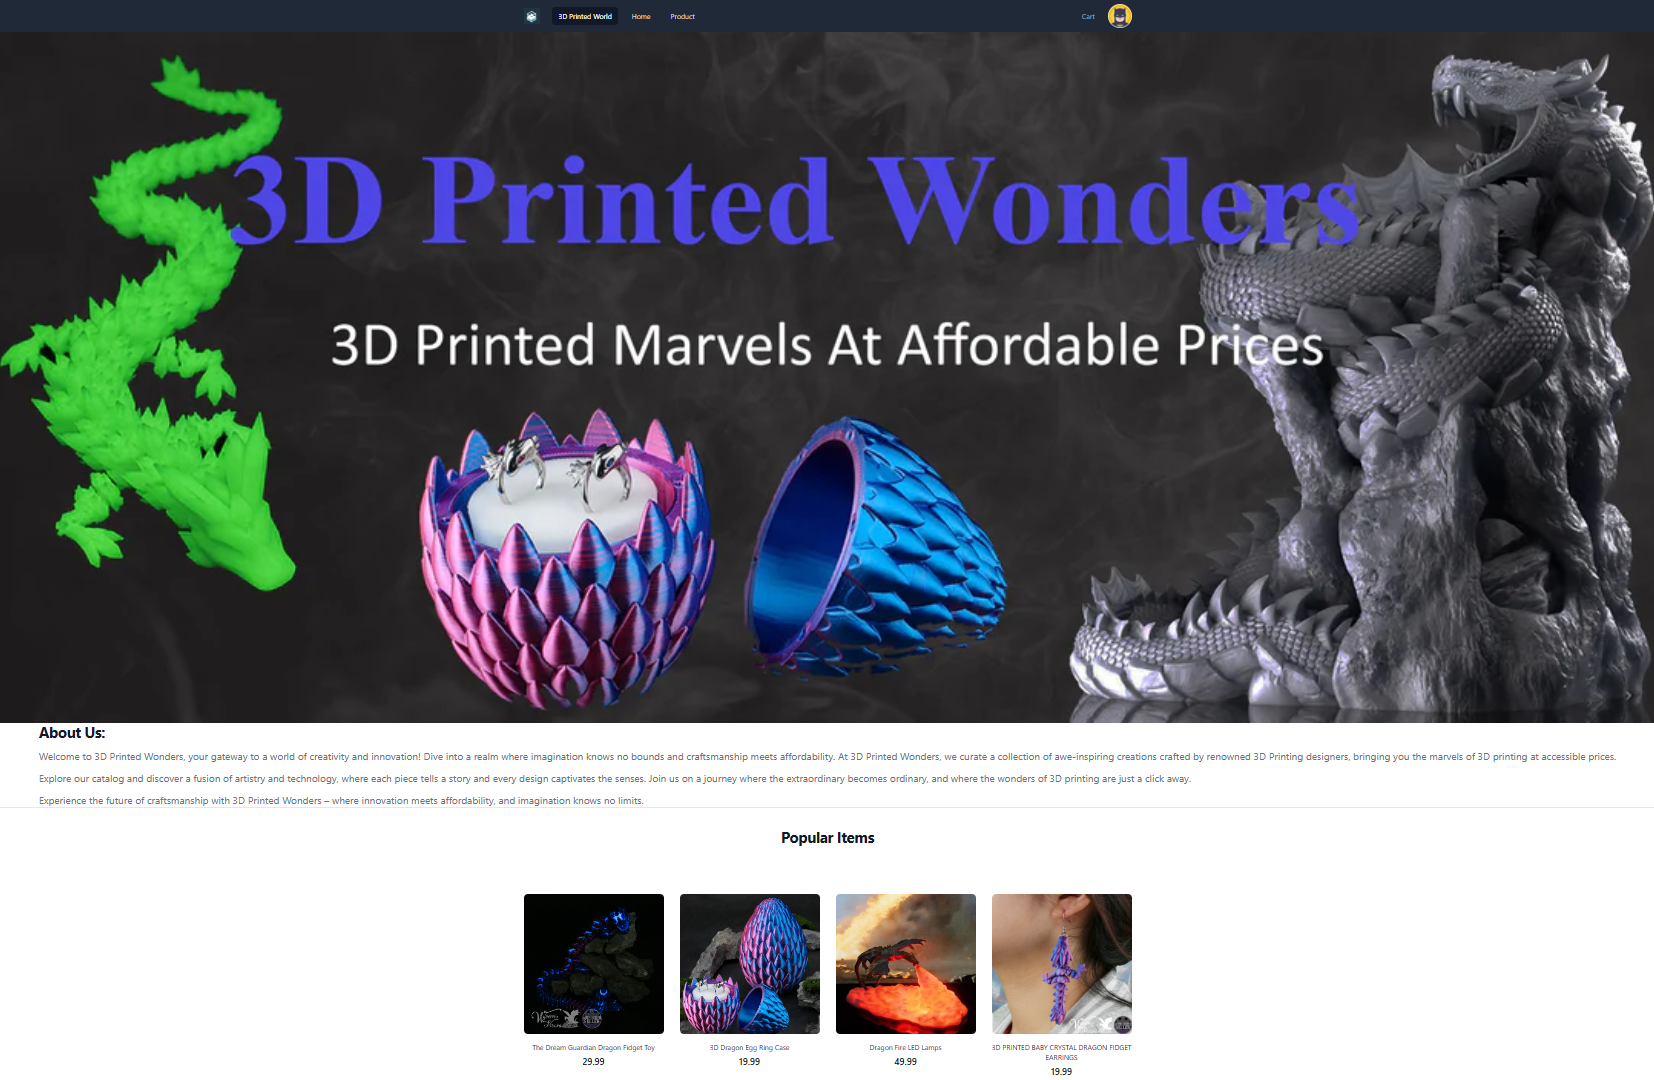 3D Printed World
Home
Product
Cart
3D Printed Wonders
3D Printed Marvels At Affordable Prices
About Us:
Welcome to 3D Printed Wonders, your gateway to a world of creativity and innovation! Dive into a realm where imagination knows no bounds and craftsmanship meets affordability. At 3D Printed Wonders, we curate a collection of awe-inspiring creations crafted by renowned 3D Printing designers, bringing you the marvels of 3D printing at accessible prices.
Explore our catalog and discover a fusion of artistry and technology, where each piece tells a story and every design captivates the senses. Join us on a journey where the extraordinary becomes ordinary, and where the wonders of 3D printing are just a click away.
Experience the future of craftsmanship with 3D Printed Wonders – where innovation meets affordability, and imagination knows no limits.
Popular Items
The Dream Guardian Dragon Fidget Toy
29.99
3D Dragon Egg Ring Case
19.99
Dragon Fire LED Lamps
49.99
3D PRINTED BABY CRYSTAL DRAGON FIDGET
EARRINGS
19.99